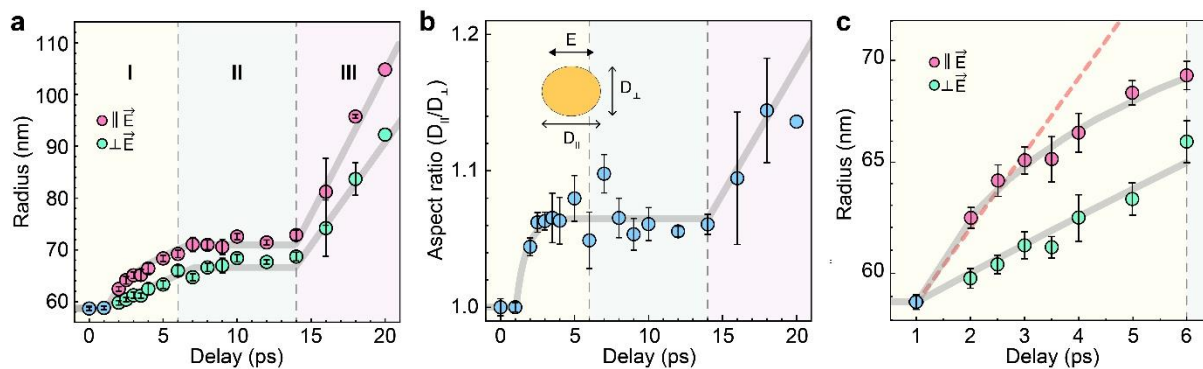 a
110
100
90
80
70
60
Radius (nm)
I II III
∥ E⃗
⊥E⃗
0 5 10 15 20
Delay (ps)
b
1.2
1.1
1.0
Aspect ratio (D∥/D⊥)
E
D⊥
D∥
0 5 10 15 20
Delay (ps)
c
70
65
60
Radius (nm)
∥E⃗
⊥E⃗
1 2 3 4 5 6
Delay (ps)